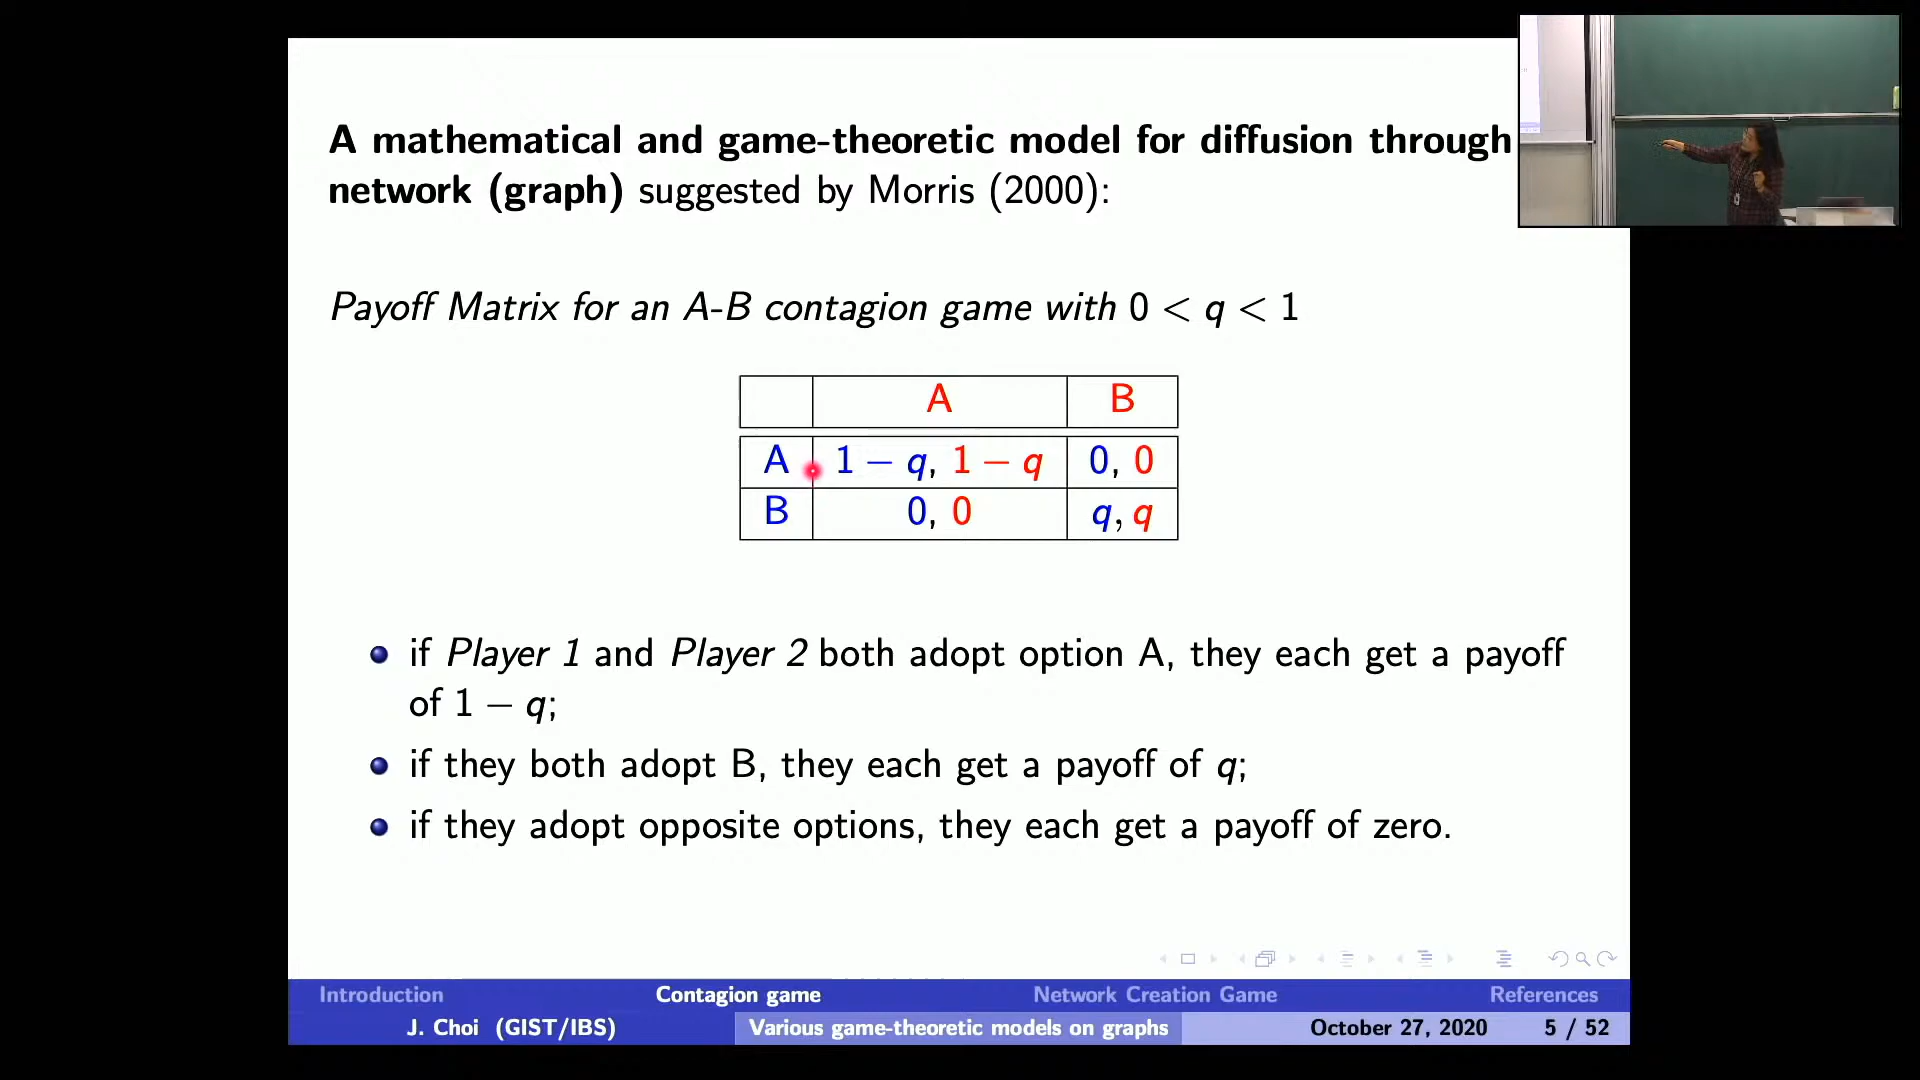 A mathematical and game-theoretic model for diffusion through
network (graph) suggested by Morris (2000):
Payoff Matrix for an A-B contagion game with 0 < q < 1
A B
A 1 − q, 1 − q 0, 0
B 0, 0 q, q
if Player 1 and Player 2 both adopt option A, they each get a payoff
of 1 − q;
if they both adopt B, they each get a payoff of q;
if they adopt opposite options, they each get a payoff of zero.
Introduction Contagion game Network Creation Game References
J. Choi (GIST/IBS) Various game-theoretic models on graphs October 27, 2020 5 / 52